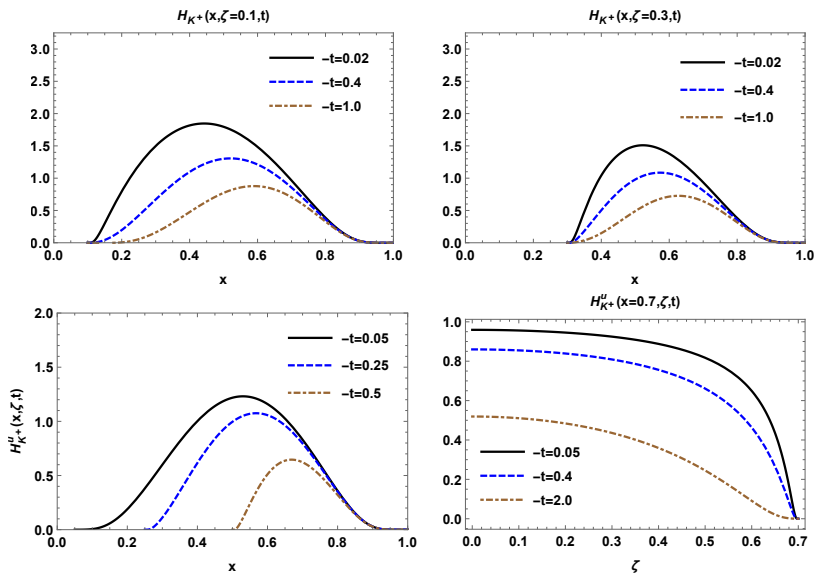 H_K+(x,ζ=0.1,t)
3.0
2.5
2.0
1.5
1.0
0.5
0.0
−t=0.02
−t=0.4
−t=1.0
0.0 0.2 0.4 0.6 0.8 1.0
x
H_K+(x,ζ=0.3,t)
3.0
2.5
2.0
1.5
1.0
0.5
0.0
−t=0.02
−t=0.4
−t=1.0
0.0 0.2 0.4 0.6 0.8 1.0
x
H^u_K+(x,ζ,t)
2.0
1.5
1.0
0.5
0.0
−t=0.05
−t=0.25
−t=0.5
0.0 0.2 0.4 0.6 0.8 1.0
x
H^u_K+(x=0.7,ζ,t)
1.0
0.8
0.6
0.4
0.2
0.0
−t=0.05
−t=0.4
−t=2.0
0.0 0.1 0.2 0.3 0.4 0.5 0.6 0.7
ζ